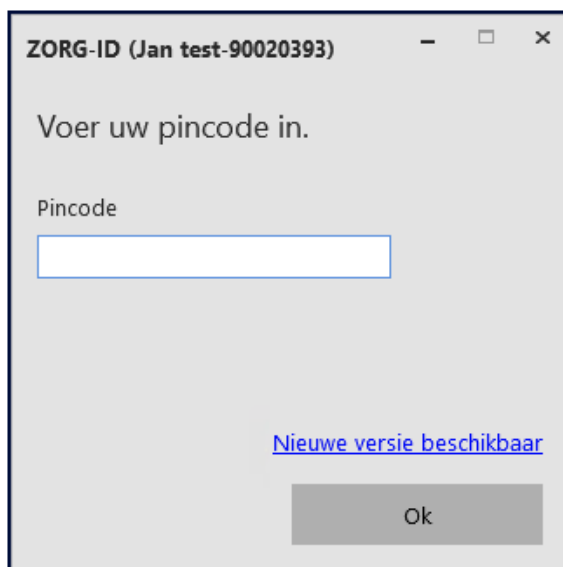 ZORG-ID (Jan test-90020393)
Voer uw pincode in.
Pincode
Nieuwe versie beschikbaar
Ok